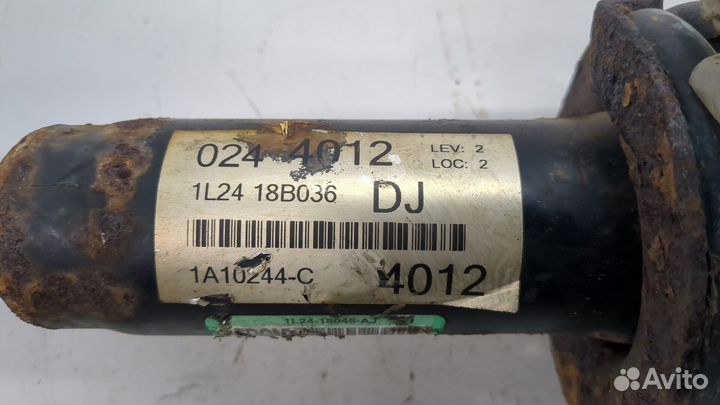 024-4012
LEV: 2
LOC: 2
1L24 18B036 DJ
1A10244-C 4012
1L24-18045-AJ
Avito